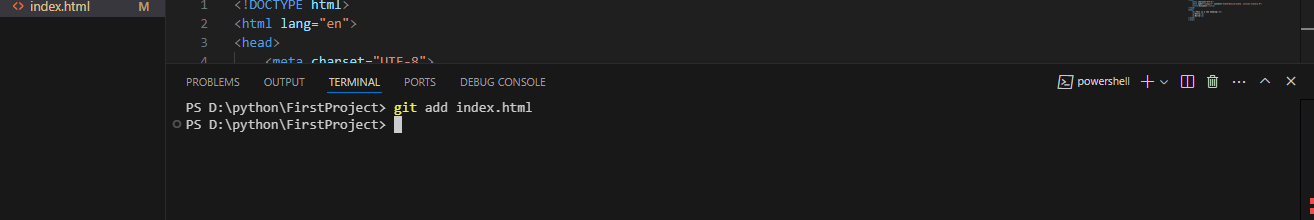 <> index.html M
1 <!DOCTYPE html>
2 <html lang="en">
3 <head>
4 <meta charset="UTF-8">
PROBLEMS OUTPUT TERMINAL PORTS DEBUG CONSOLE powershell
PS D:\python\FirstProject> git add index.html
PS D:\python\FirstProject>